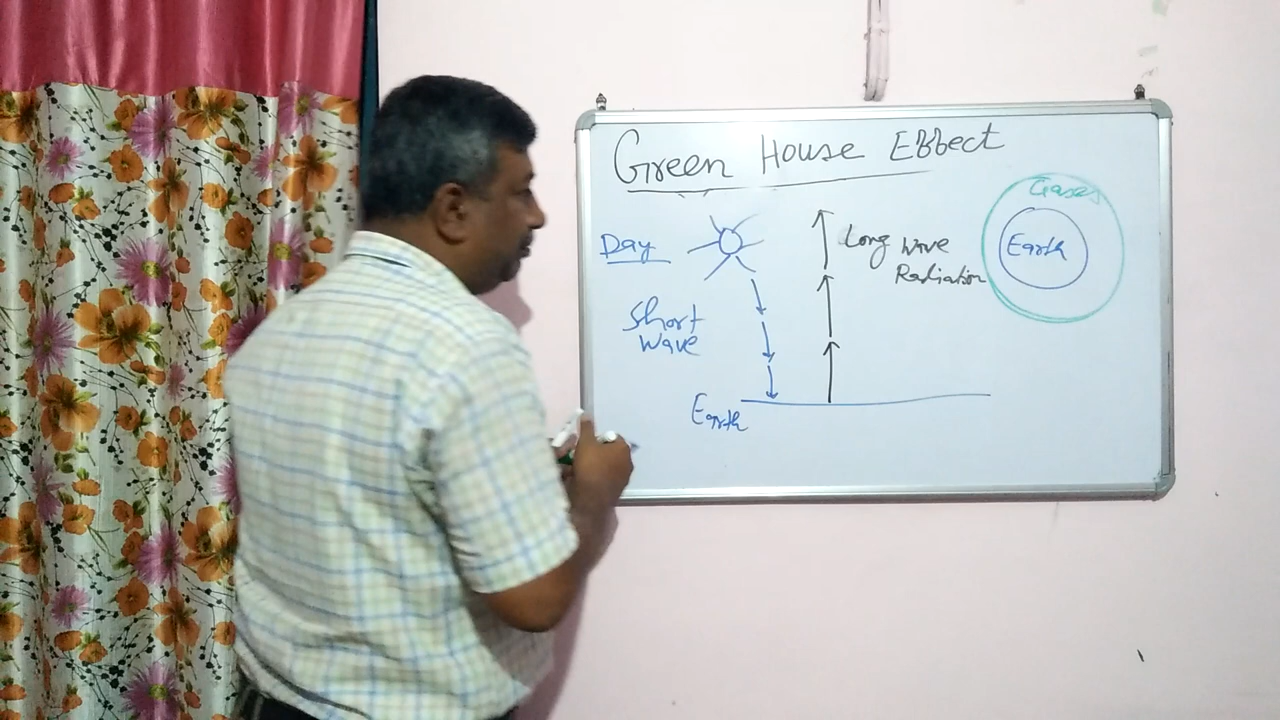 Green House Effect
Gases
Day
Long Wave
Radiation
Earth
Short
Wave
Earth